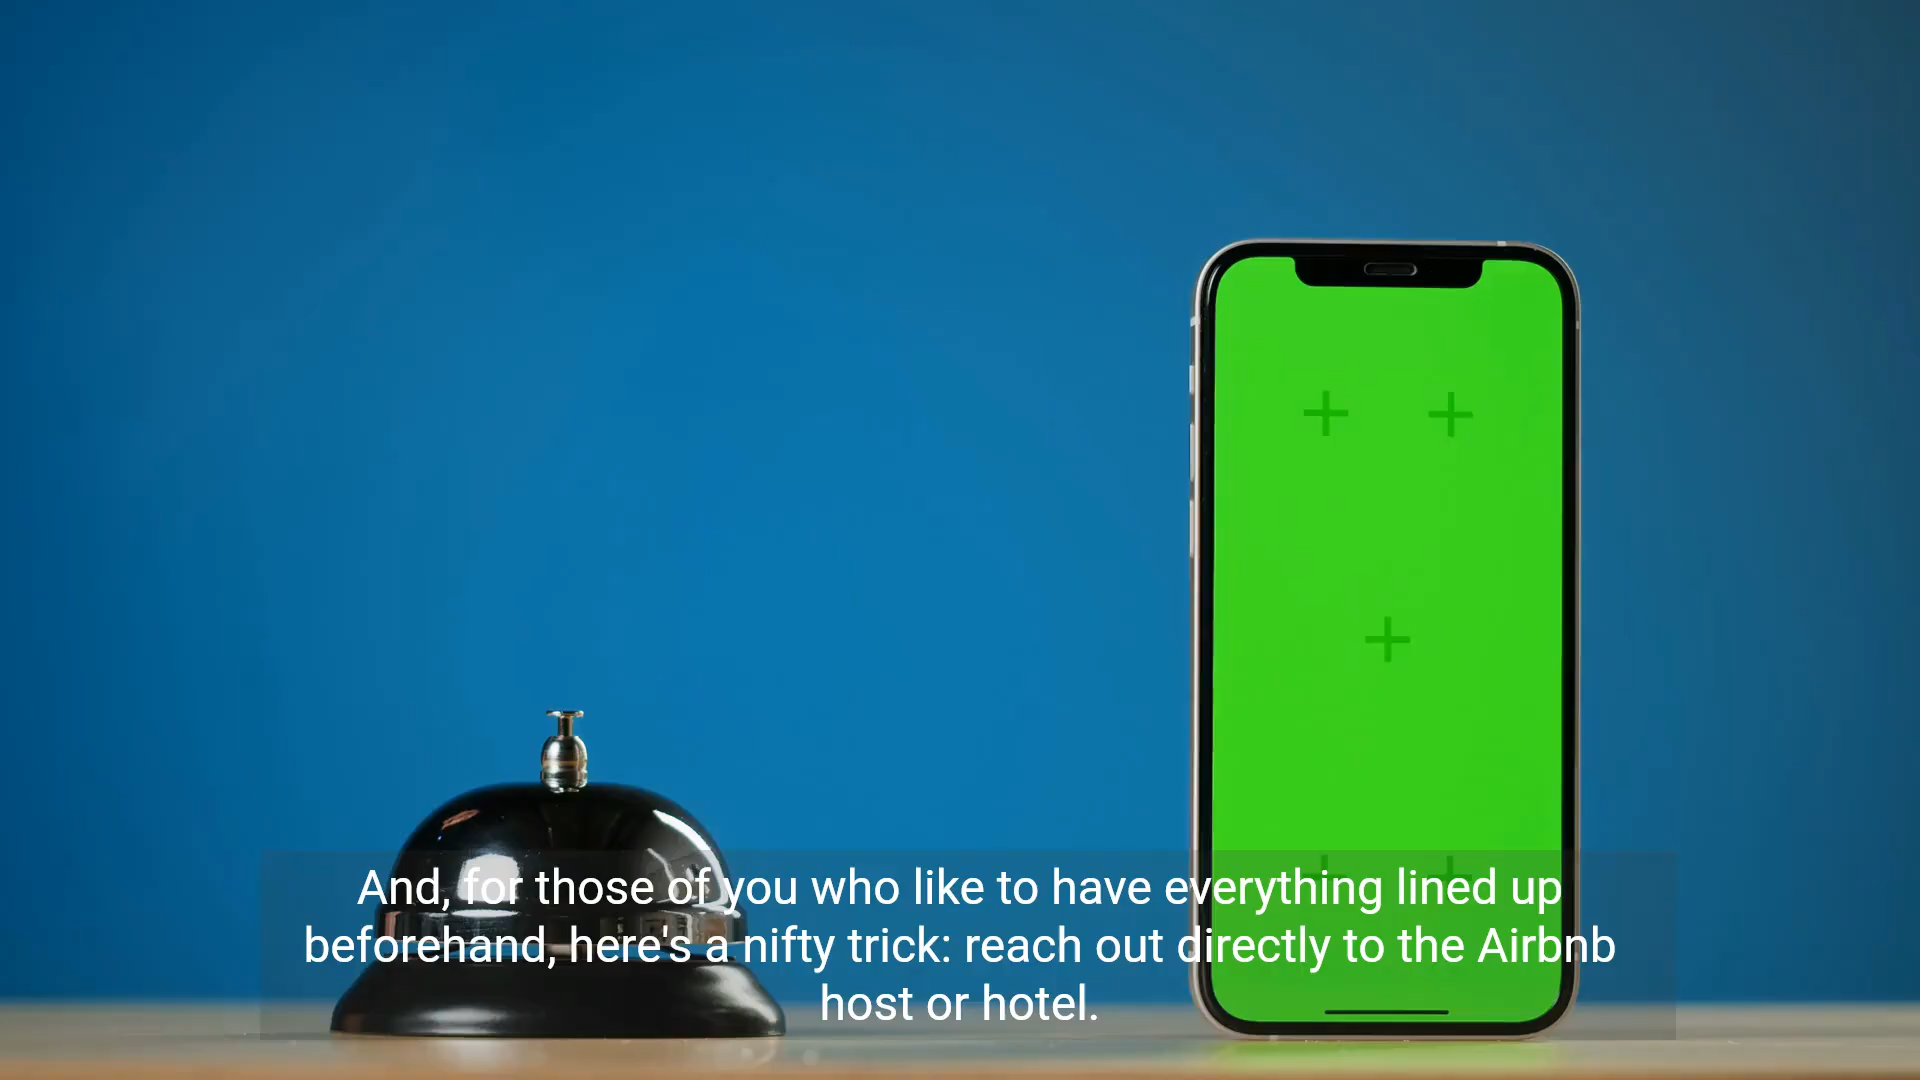 And, for those of you who like to have everything lined up
beforehand, here's a nifty trick: reach out directly to the Airbnb
host or hotel.